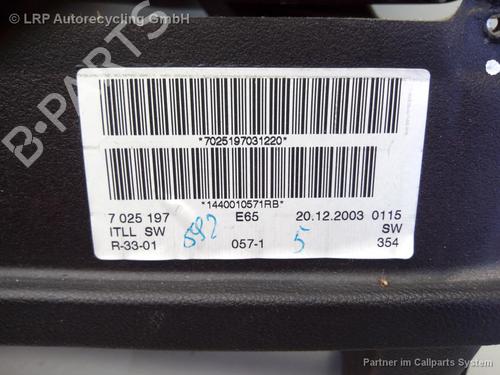 LRP Autorecycling GmbH
B-PARTS
*7025197031220*
*1440010571RB*
7 025 197 E65 20.12.2003 0115
ITLL SW SW
R-33-01 592 057-1 5 354
Partner im Callparts System